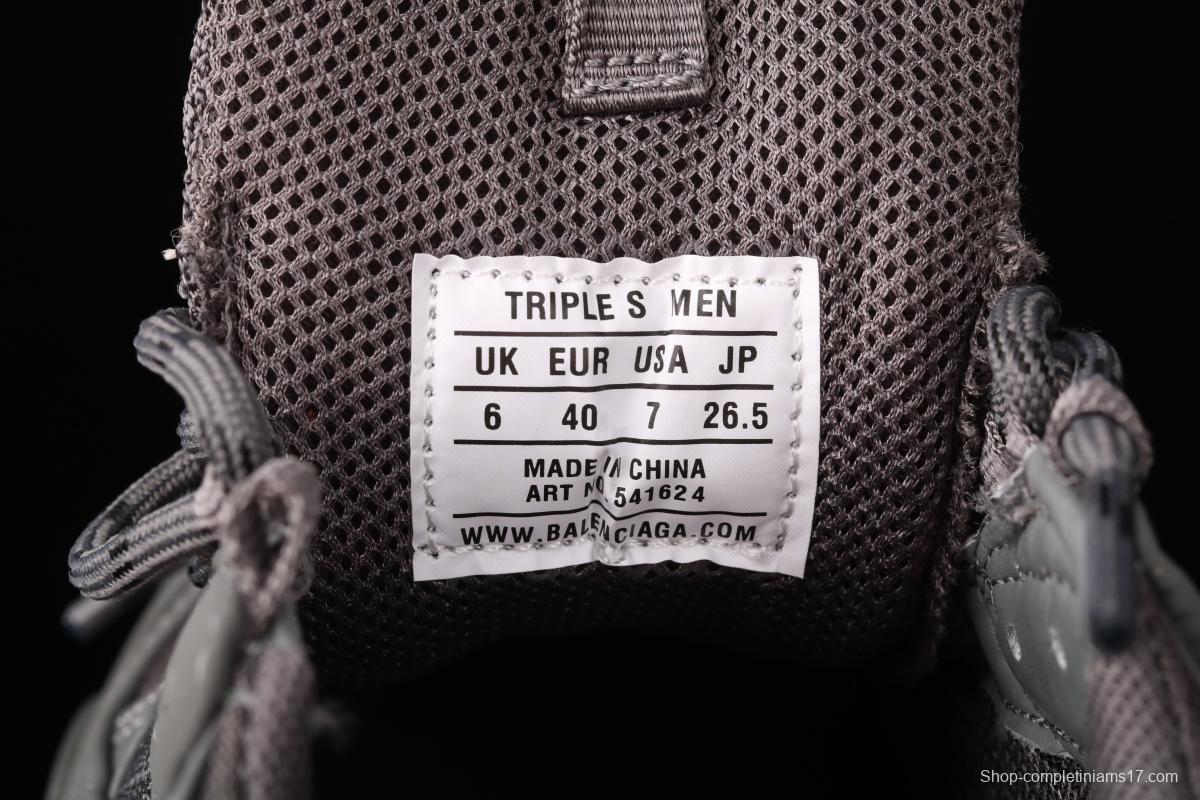 TRIPLE S MEN
UK EUR USA JP
6 40 7 26.5
MADE IN CHINA
ART NO. 541624
WWW.BALENCIAGA.COM
Shop-completiniams17.com